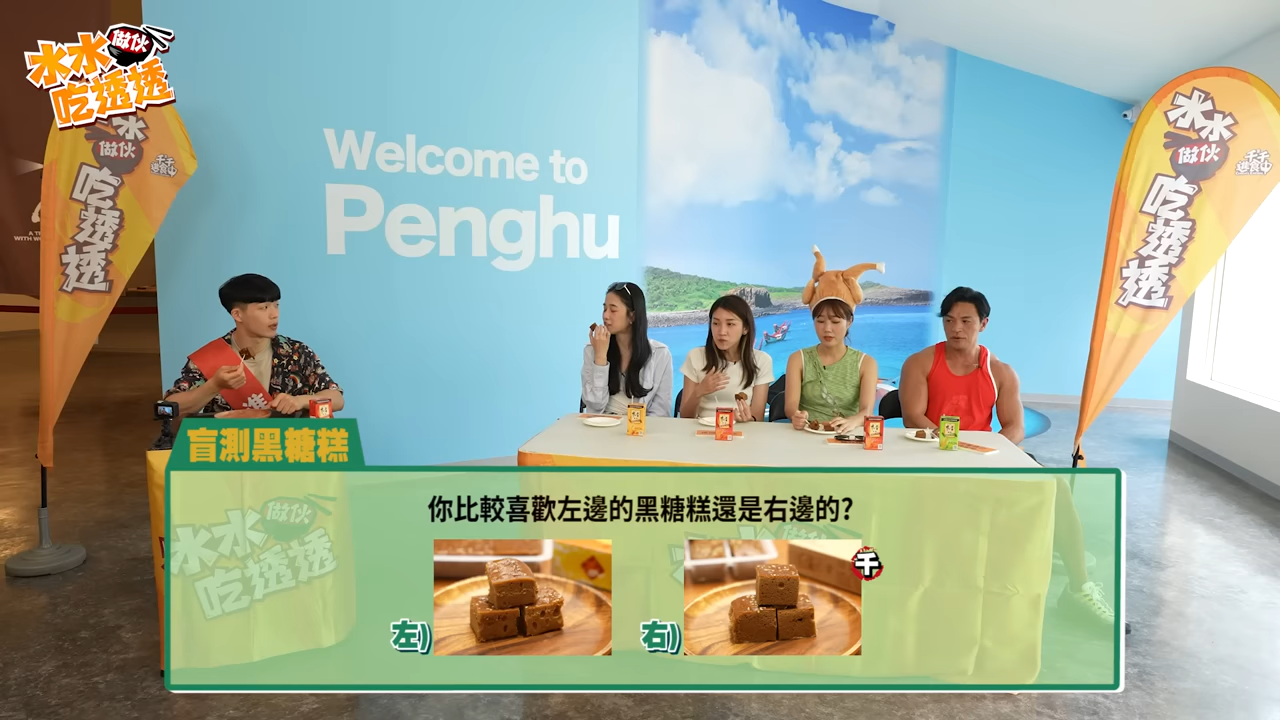 水水
做伙
吃透透
水
做伙
吃透透
Welcome to
Penghu
水水
做伙
吃透透
盲測黑糖糕
你比較喜歡左邊的黑糖糕還是右邊的?
左)
右)
千
水水
做伙
吃透透